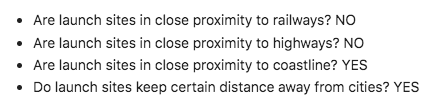 • Are launch sites in close proximity to railways? NO
• Are launch sites in close proximity to highways? NO
• Are launch sites in close proximity to coastline? YES
• Do launch sites keep certain distance away from cities? YES